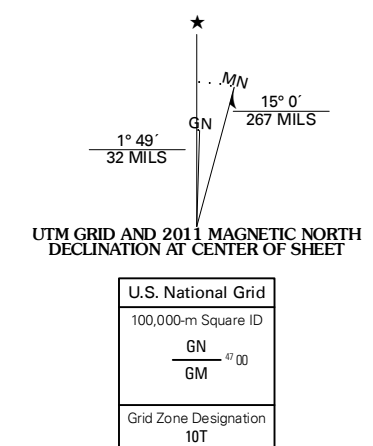 ★
MN
15° 0´
267 MILS
GN
1° 49´
32 MILS
UTM GRID AND 2011 MAGNETIC NORTH
DECLINATION AT CENTER OF SHEET
U.S. National Grid
100,000-m Square ID
GN
47 00
GM
Grid Zone Designation
10T